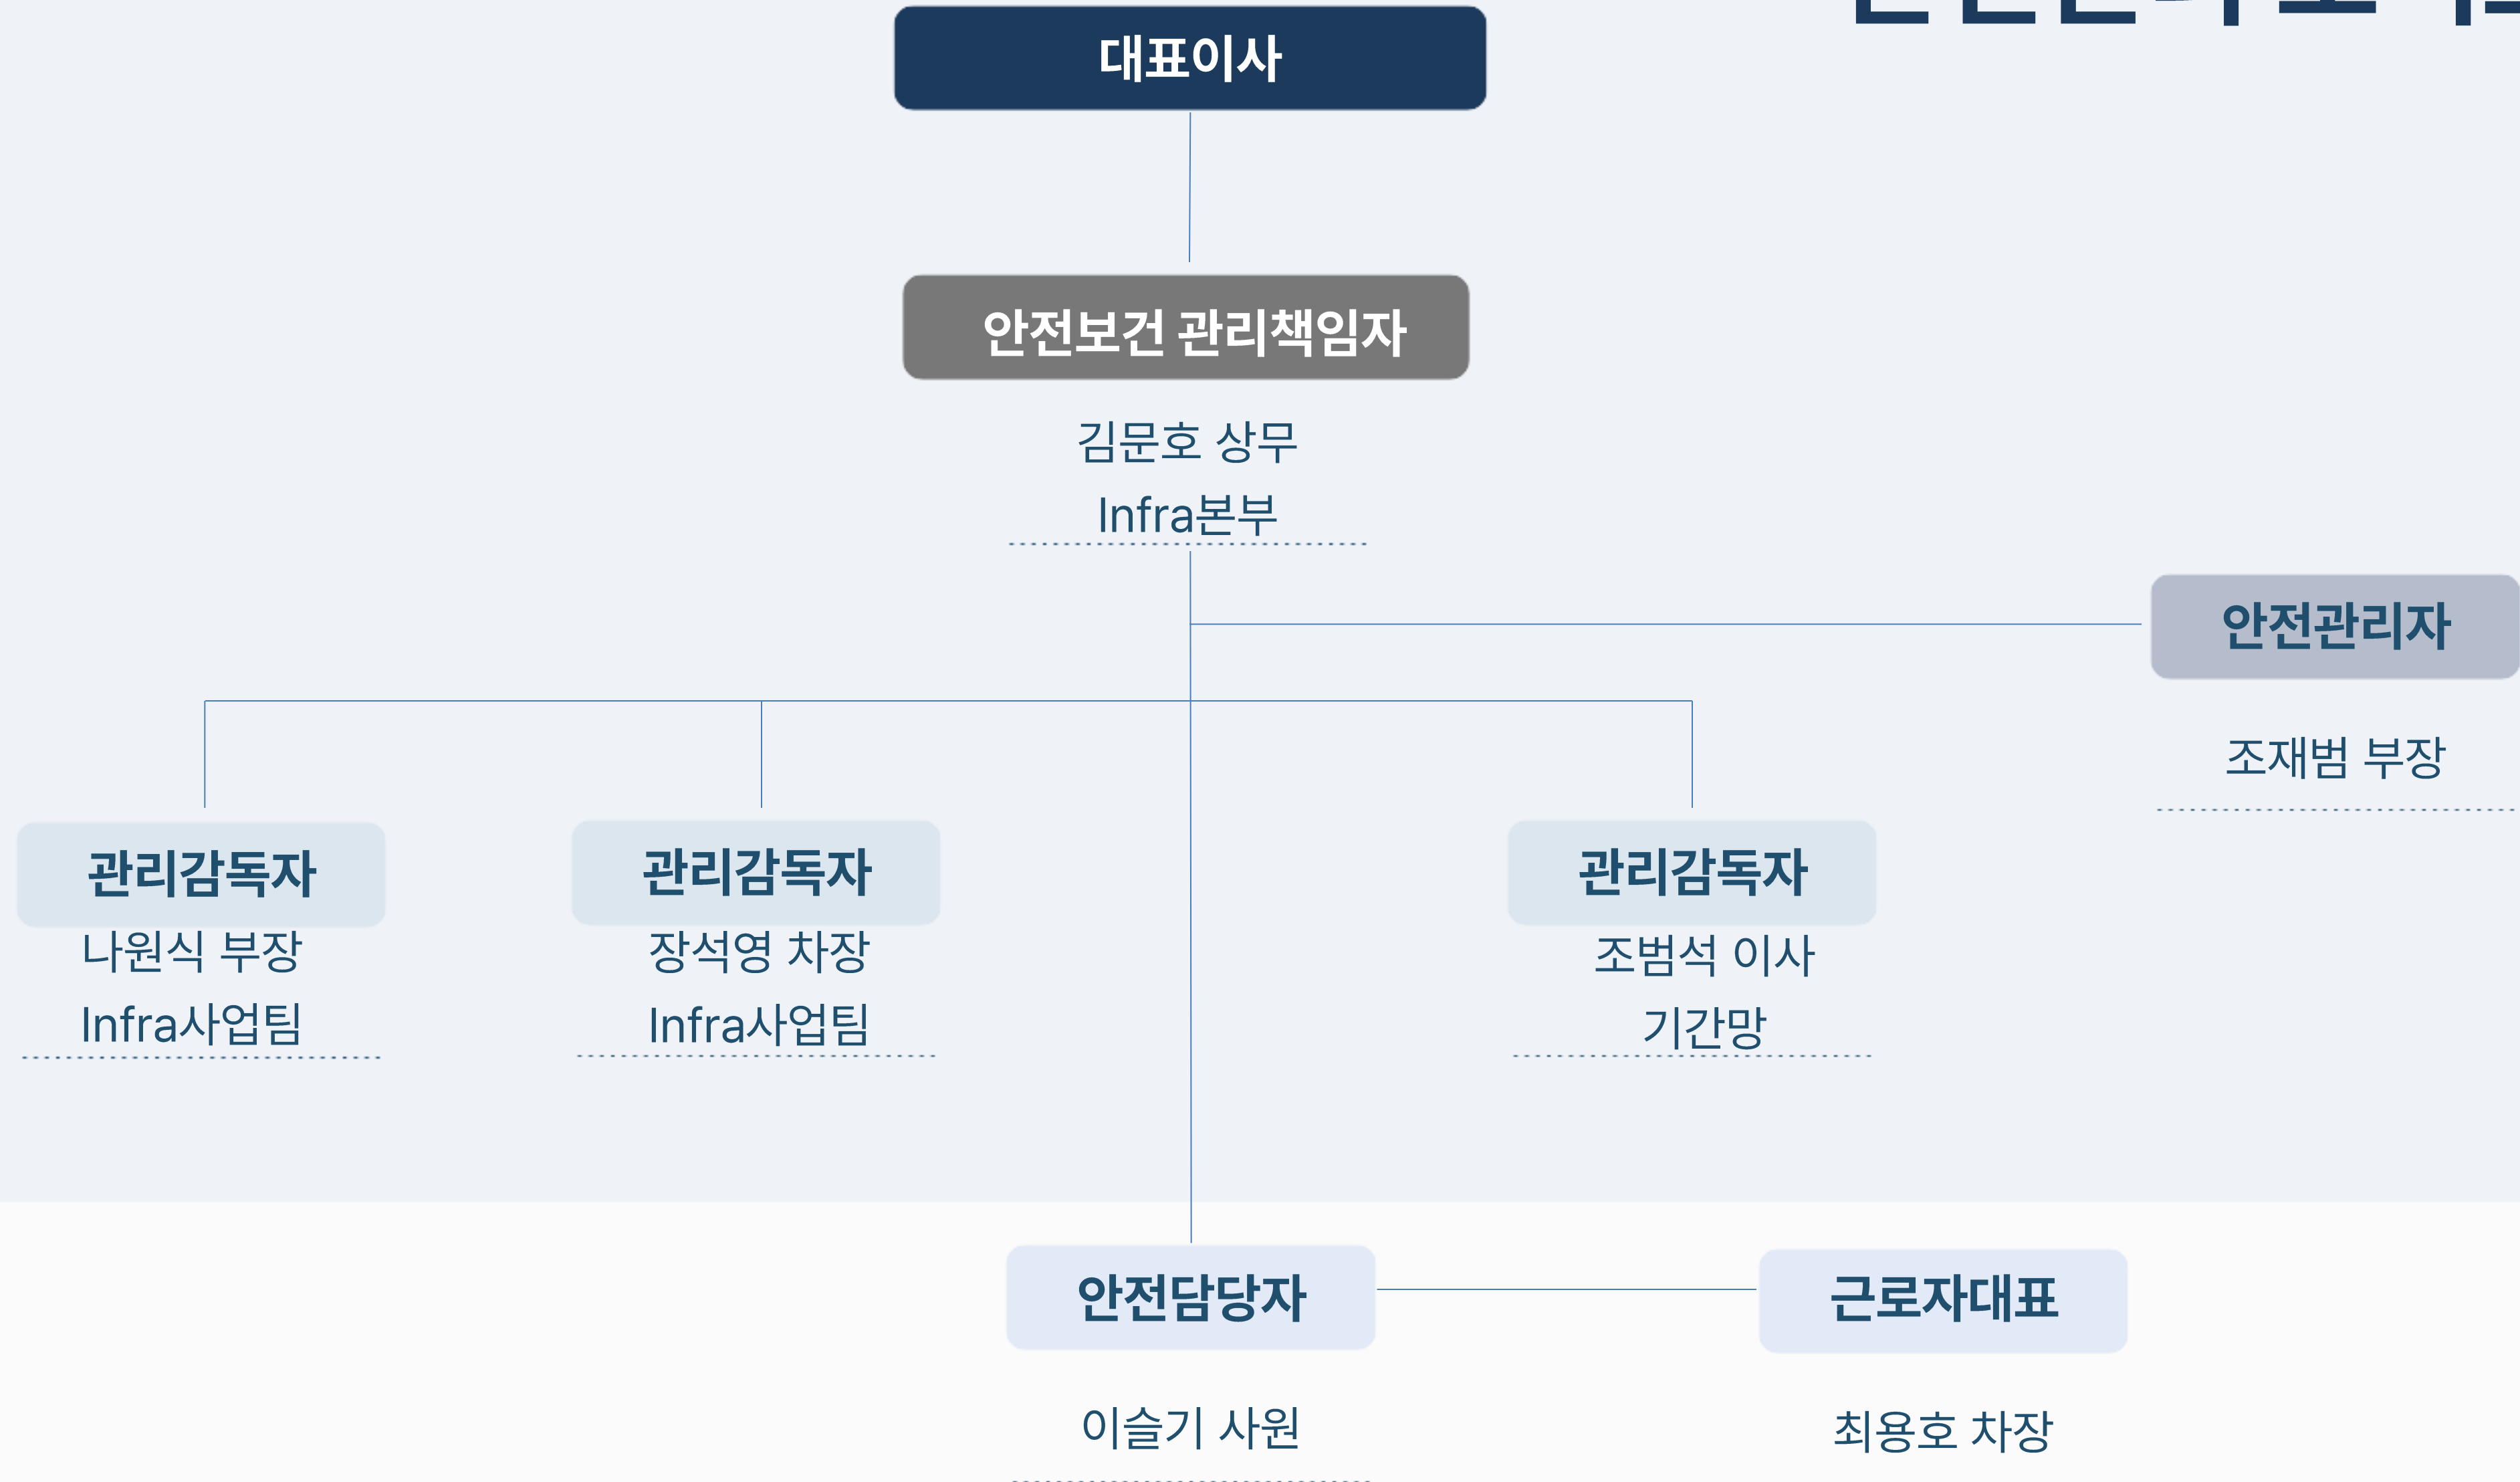 대표이사
안전보건 관리책임자
김문호 상무
Infra본부
안전관리자
조재범 부장
관리감독자
나원식 부장
Infra사업팀
관리감독자
장석영 차장
Infra사업팀
관리감독자
조범석 이사
기간망
안전담당자
이슬기 사원
근로자대표
최용호 차장